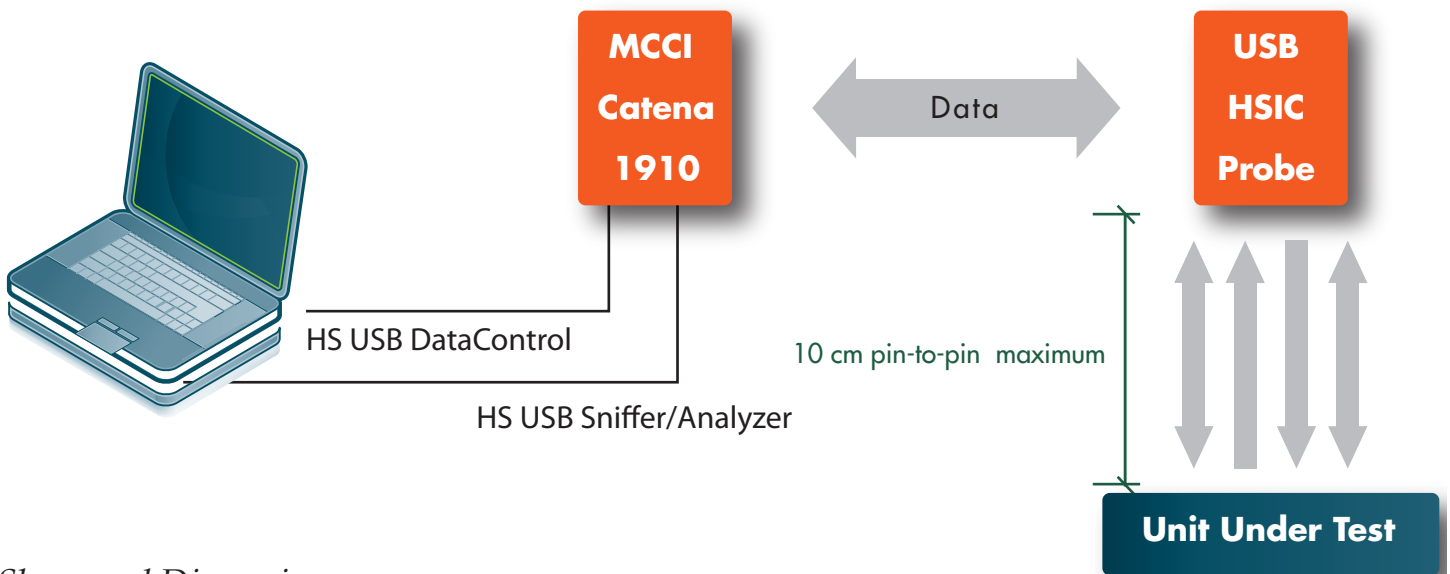 MCCI
Catena
1910
Data
USB
HSIC
Probe
HS USB DataControl
10 cm pin-to-pin maximum
HS USB Sniffer/Analyzer
Unit Under Test